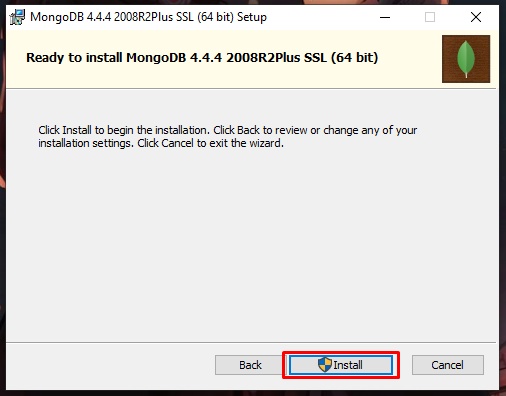 MongoDB 4.4.4 2008R2Plus SSL (64 bit) Setup
Ready to install MongoDB 4.4.4 2008R2Plus SSL (64 bit)
Click Install to begin the installation. Click Back to review or change any of your
installation settings. Click Cancel to exit the wizard.
Back Install Cancel